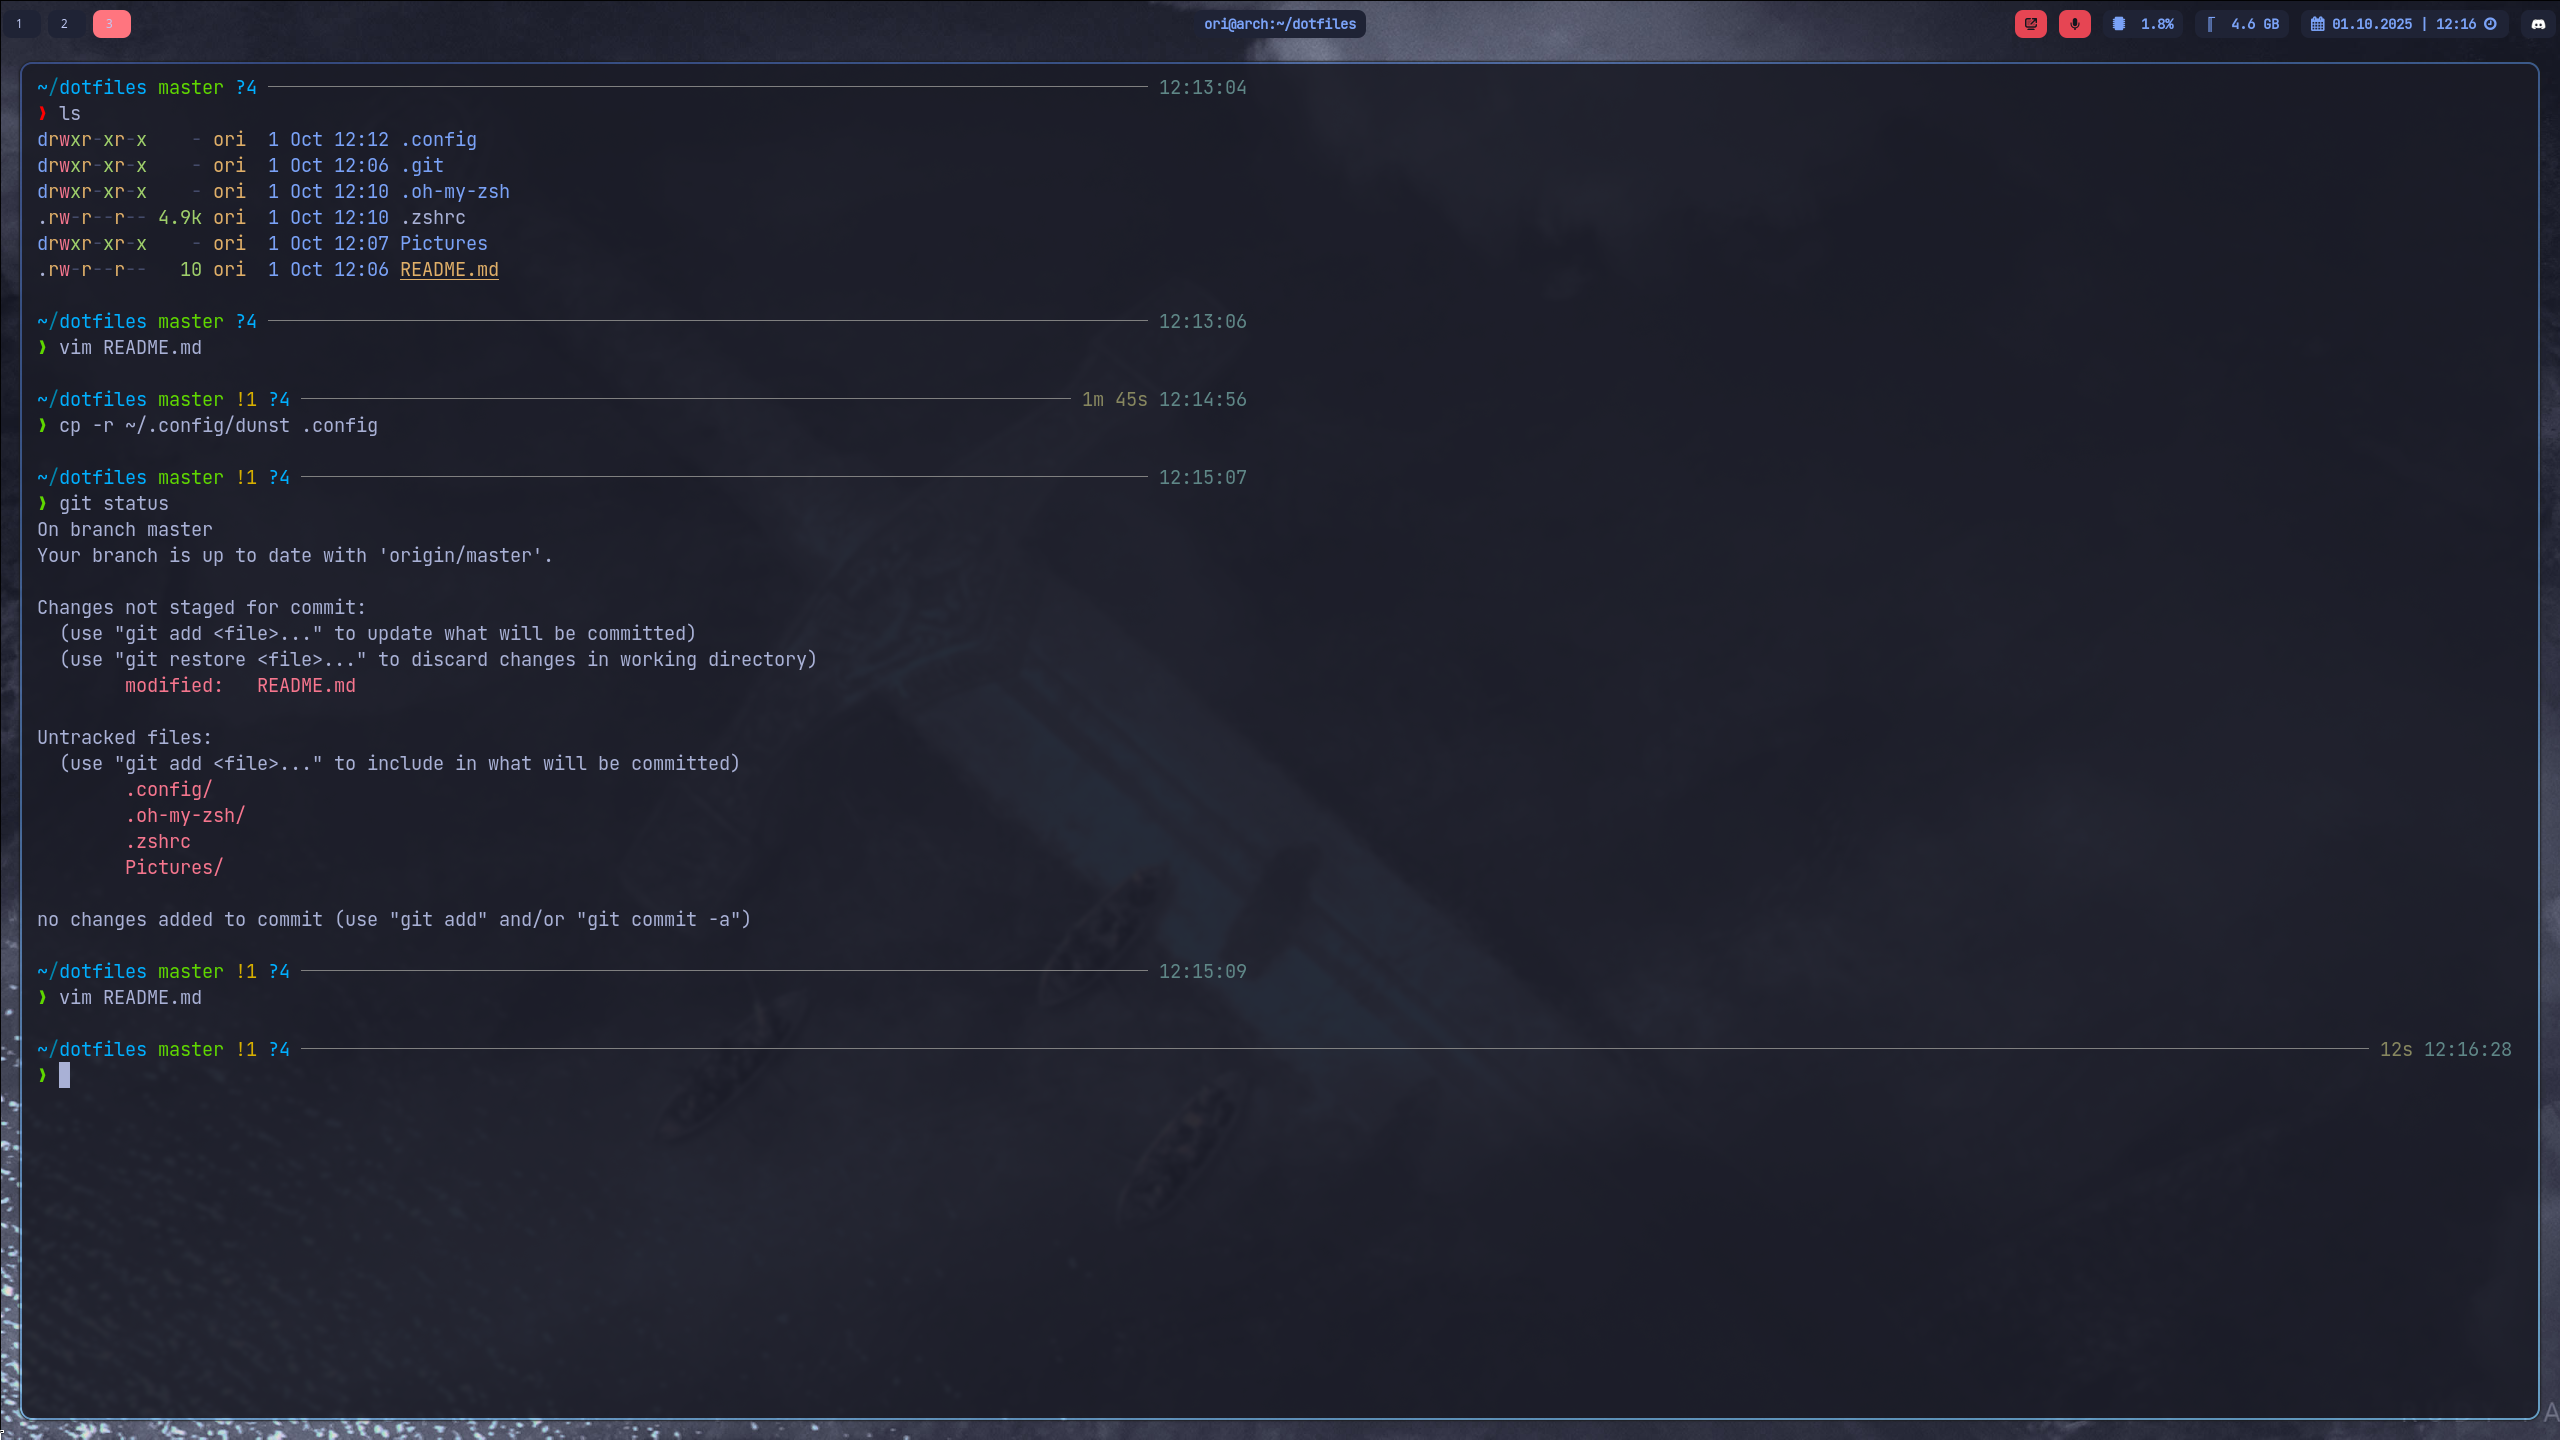 1 2 3 ori@arch:~/dotfiles 1.8% 4.6 GB 01.10.2025 | 12:16
~/dotfiles master ?4 12:13:04
❯ ls
drwxr-xr-x    - ori  1 Oct 12:12 .config
drwxr-xr-x    - ori  1 Oct 12:06 .git
drwxr-xr-x    - ori  1 Oct 12:10 .oh-my-zsh
.rw-r--r-- 4.9k ori  1 Oct 12:10 .zshrc
drwxr-xr-x    - ori  1 Oct 12:07 Pictures
.rw-r--r--   10 ori  1 Oct 12:06 README.md
~/dotfiles master ?4 12:13:06
❯ vim README.md
~/dotfiles master !1 ?4 1m 45s 12:14:56
❯ cp -r ~/.config/dunst .config
~/dotfiles master !1 ?4 12:15:07
❯ git status
On branch master
Your branch is up to date with 'origin/master'.
Changes not staged for commit:
  (use "git add <file>..." to update what will be committed)
  (use "git restore <file>..." to discard changes in working directory)
        modified:   README.md
Untracked files:
  (use "git add <file>..." to include in what will be committed)
        .config/
        .oh-my-zsh/
        .zshrc
        Pictures/
no changes added to commit (use "git add" and/or "git commit -a")
~/dotfiles master !1 ?4 12:15:09
❯ vim README.md
~/dotfiles master !1 ?4 12s 12:16:28
❯